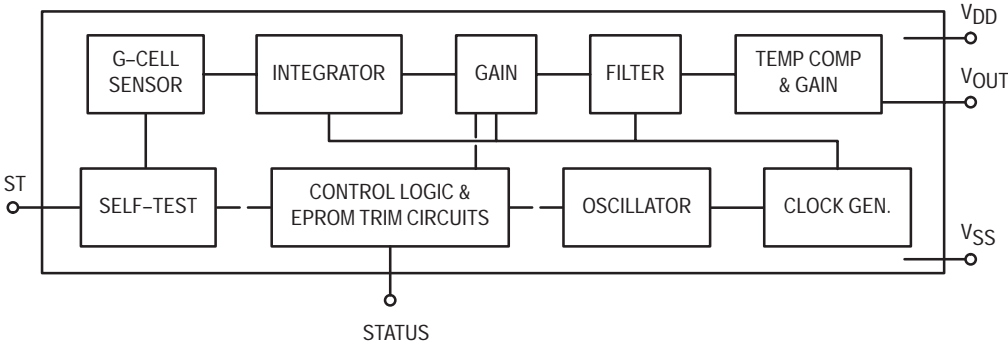 VDD
G–CELL
SENSOR
INTEGRATOR
GAIN
FILTER
TEMP COMP
& GAIN
VOUT
ST
SELF–TEST
CONTROL LOGIC &
EPROM TRIM CIRCUITS
OSCILLATOR
CLOCK GEN.
VSS
STATUS